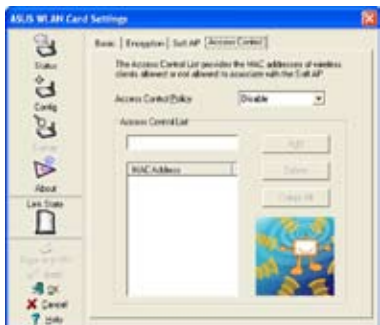 ASUS WLAN Card Settings
Status
Config
About
Link State
OK
Cancel
Help
Basic
Encryption
Soft AP
Access Control
The Access Control List provides the MAC addresses of wireless
clients allowed or not allowed to associate with the Soft AP.
Access Control Policy
Disable
Access Control List
MAC Address
Add
Delete